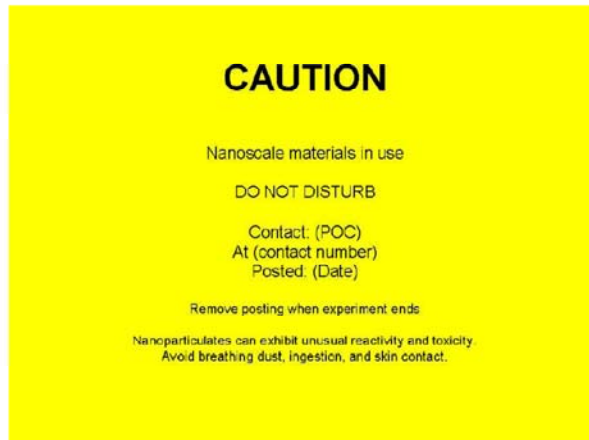 CAUTION
Nanoscale materials in use
DO NOT DISTURB
Contact: (POC)
At (contact number)
Posted: (Date)
Remove posting when experiment ends
Nanoparticulates can exhibit unusual reactivity and toxicity.
Avoid breathing dust, ingestion, and skin contact.